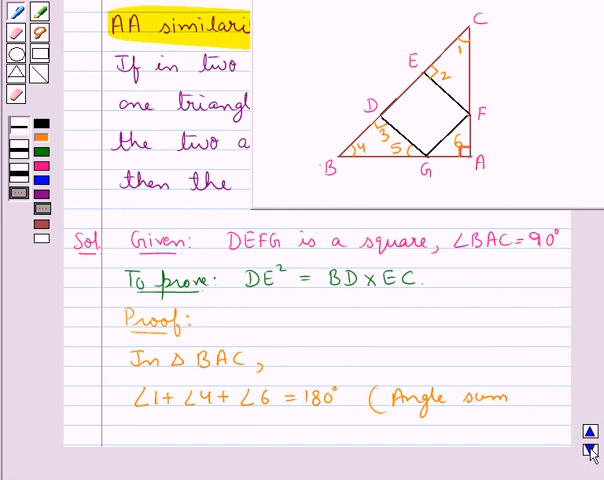 AA similari
If in two
one triangl
the two a
then the
C
1
E
2
D
F
3
4
5
6
B
G
A
Sol Given: DEFG is a square, ∠BAC = 90°
To prove: DE² = BD × EC.
Proof:
In △ BAC,
∠1 + ∠4 + ∠6 = 180° (Angle sum